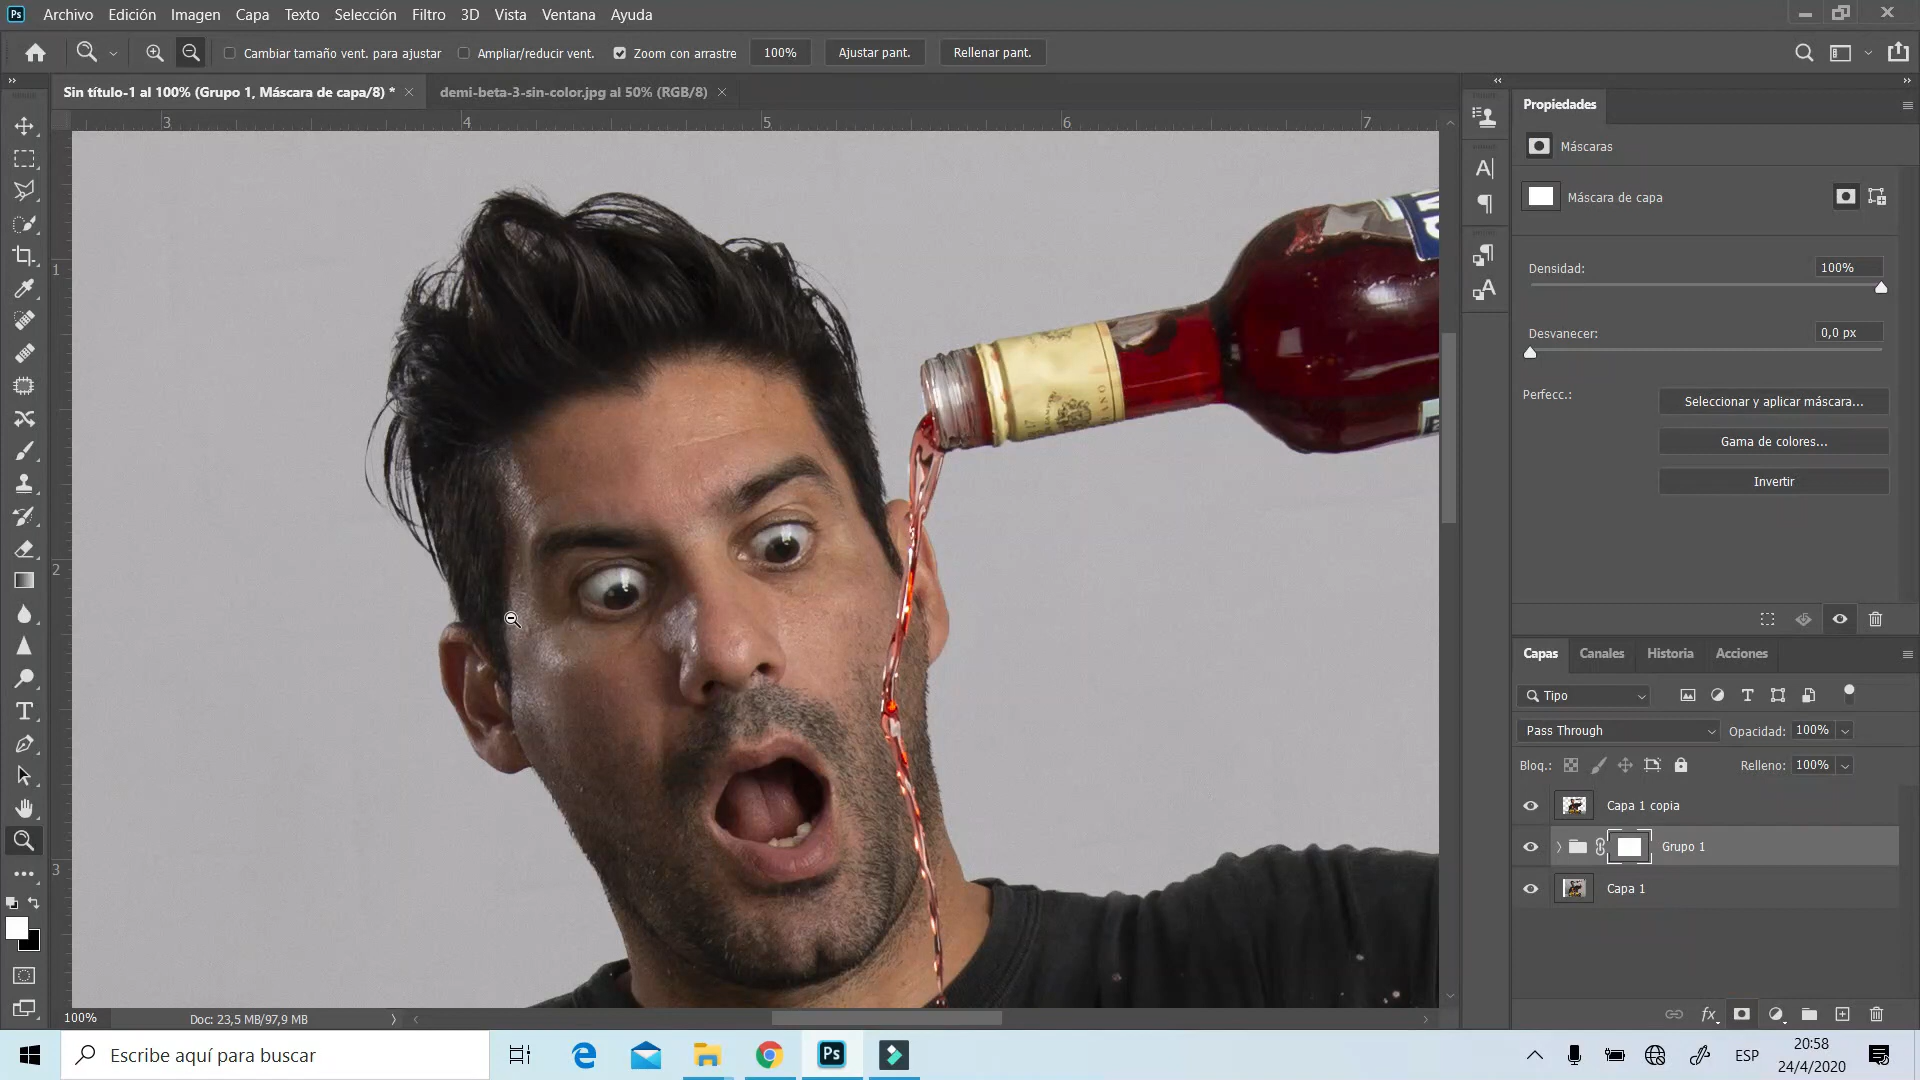 Ps Archivo Edición Imagen Capa Texto Selección Filtro 3D Vista Ventana Ayuda
Cambiar tamaño vent. para ajustar Ampliar/reducir vent. Zoom con arrastre 100% Ajustar pant. Rellenar pant.
Sin título-1 al 100% (Grupo 1, Máscara de capa/8) * demi-beta-3-sin-color.jpg al 50% (RGB/8)
3 4 5 6 7
1
2
3
Propiedades
Máscaras
Máscara de capa
Densidad: 100%
Desvanecer: 0,0 px
Perfecc.: Seleccionar y aplicar máscara...
Gama de colores...
Invertir
Capas Canales Historia Acciones
Tipo
Pass Through Opacidad: 100%
Bloq.: Relleno: 100%
Capa 1 copia
Grupo 1
Capa 1
fx
100% Doc: 23,5 MB/97,9 MB
Escribe aquí para buscar
Ps
ESP
20:58
24/4/2020